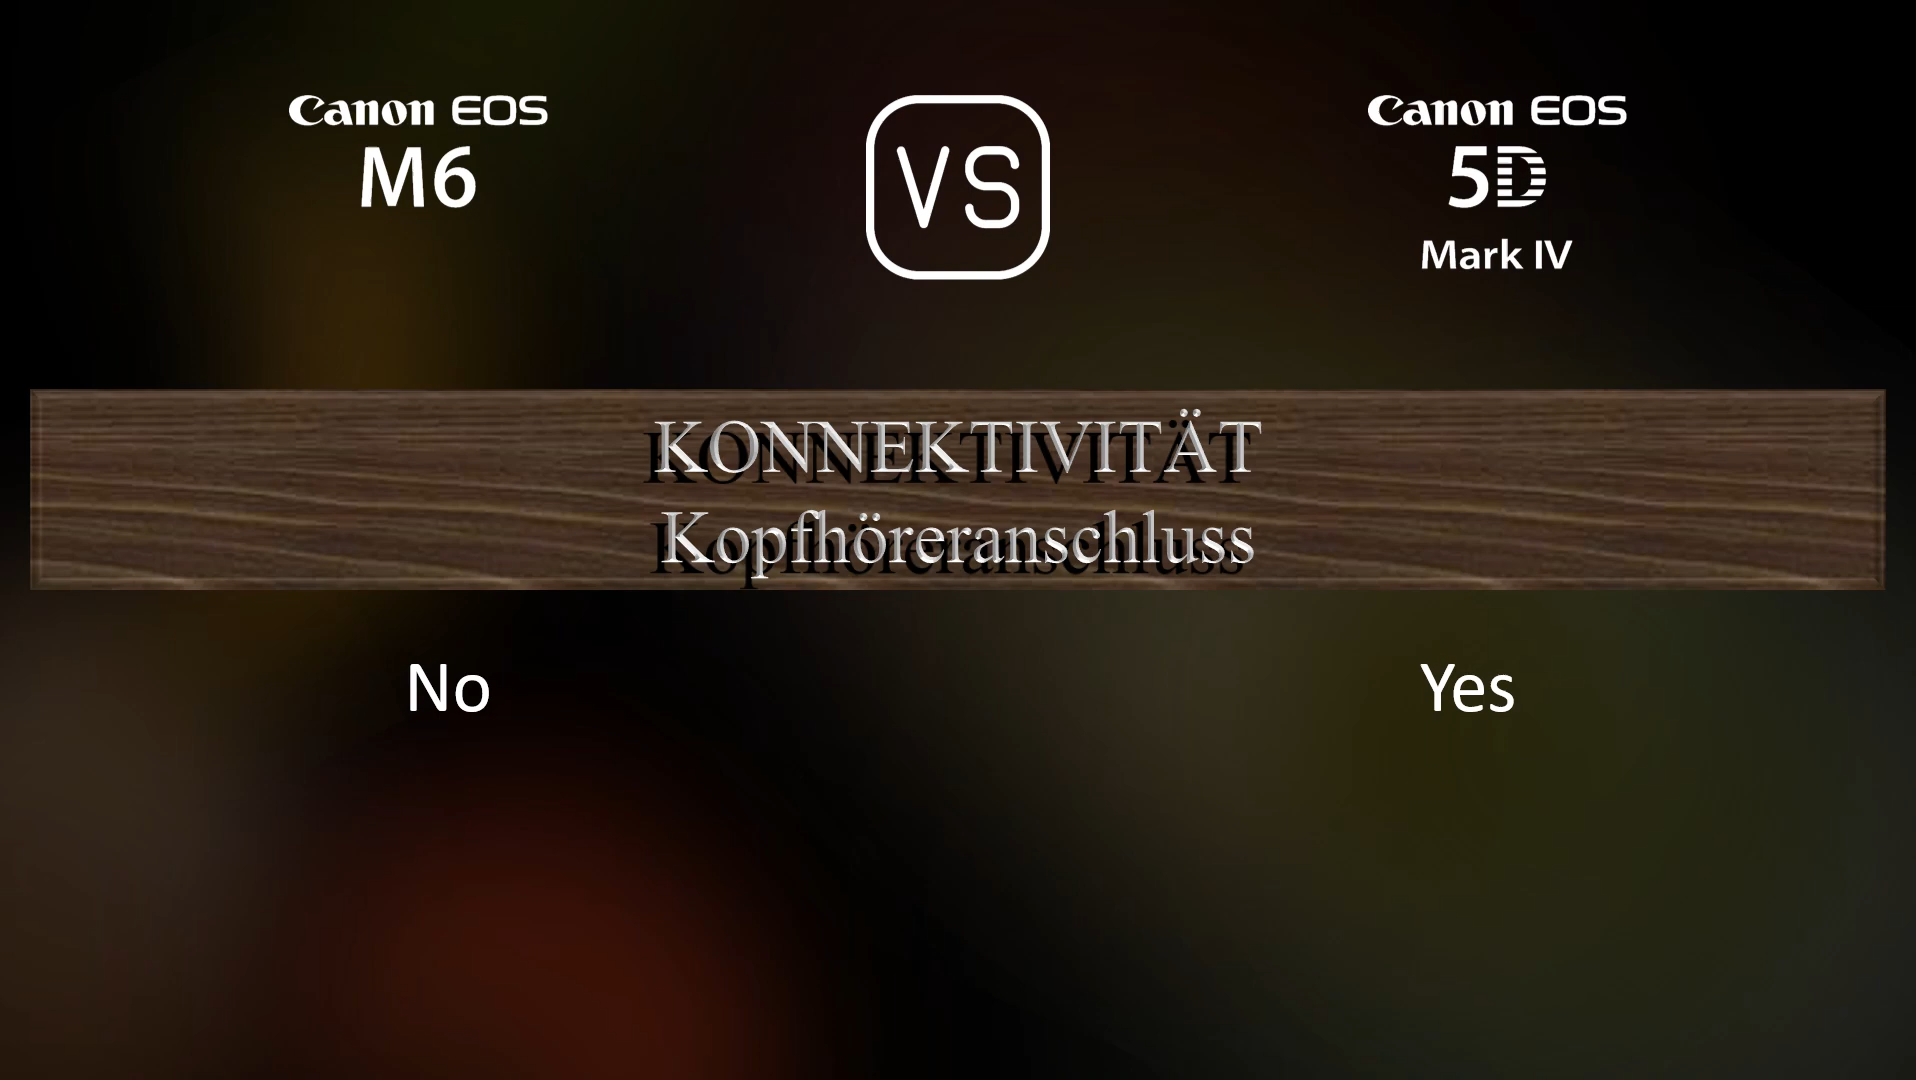 Canon EOS
M6
VS
Canon EOS
5D
Mark IV
KONNEKTIVITÄT
Kopfhöreranschluss
No
Yes